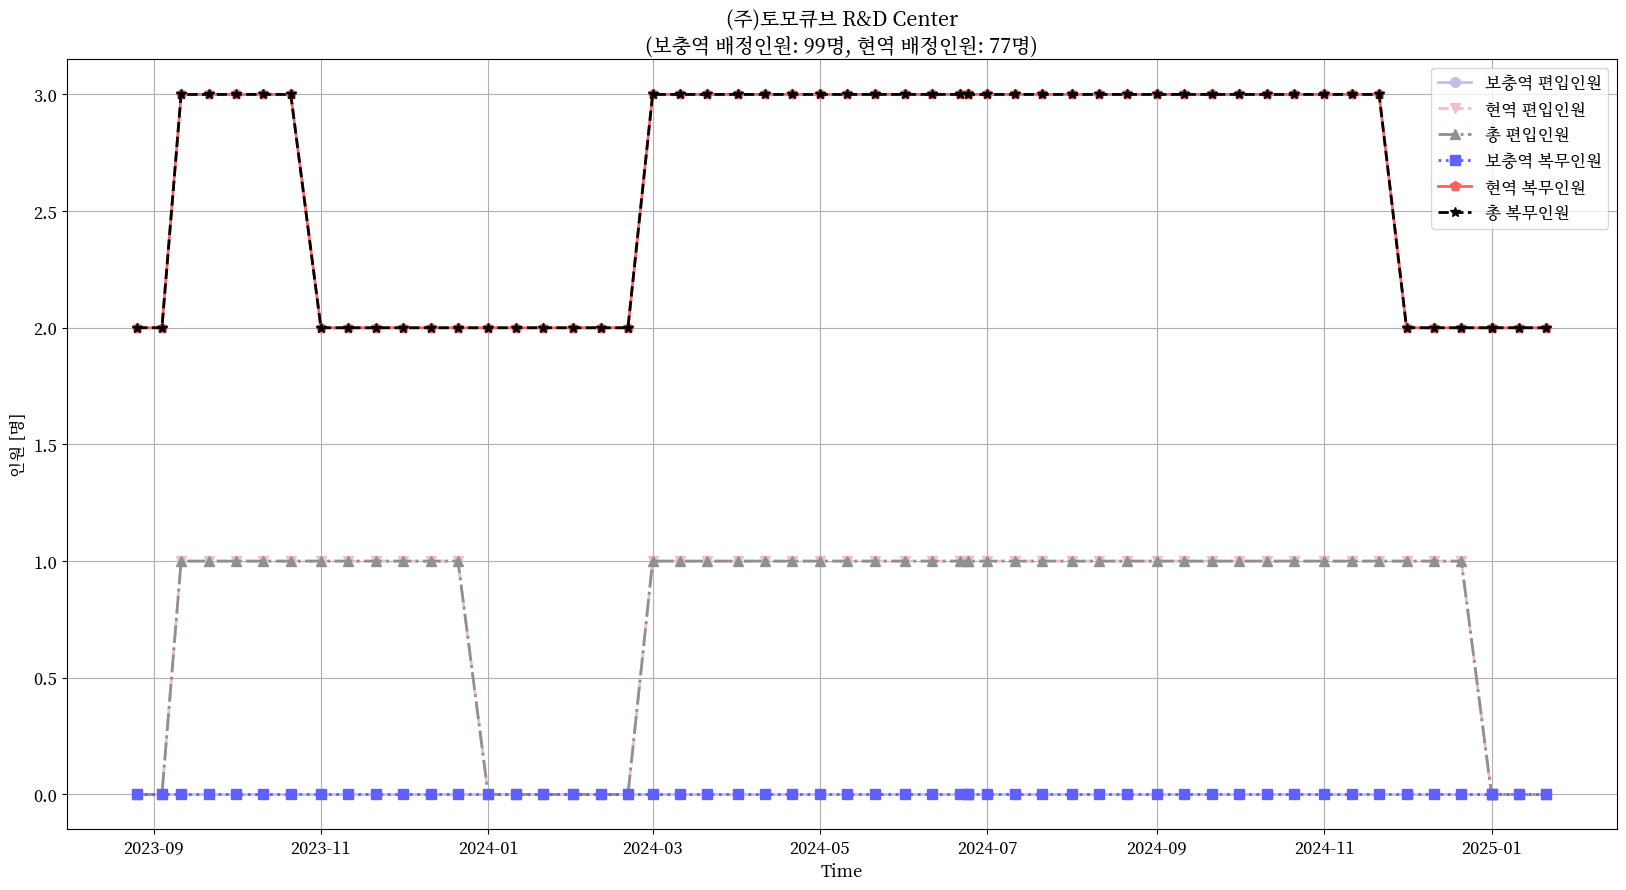 (주)토모큐브 R&D Center
(보충역 배정인원: 99명, 현역 배정인원: 77명)
보충역 편입인원
현역 편입인원
총 편입인원
보충역 복무인원
현역 복무인원
총 복무인원
인원 [명]
3.0
2.5
2.0
1.5
1.0
0.5
0.0
2023-09 2023-11 2024-01 2024-03 2024-05 2024-07 2024-09 2024-11 2025-01
Time